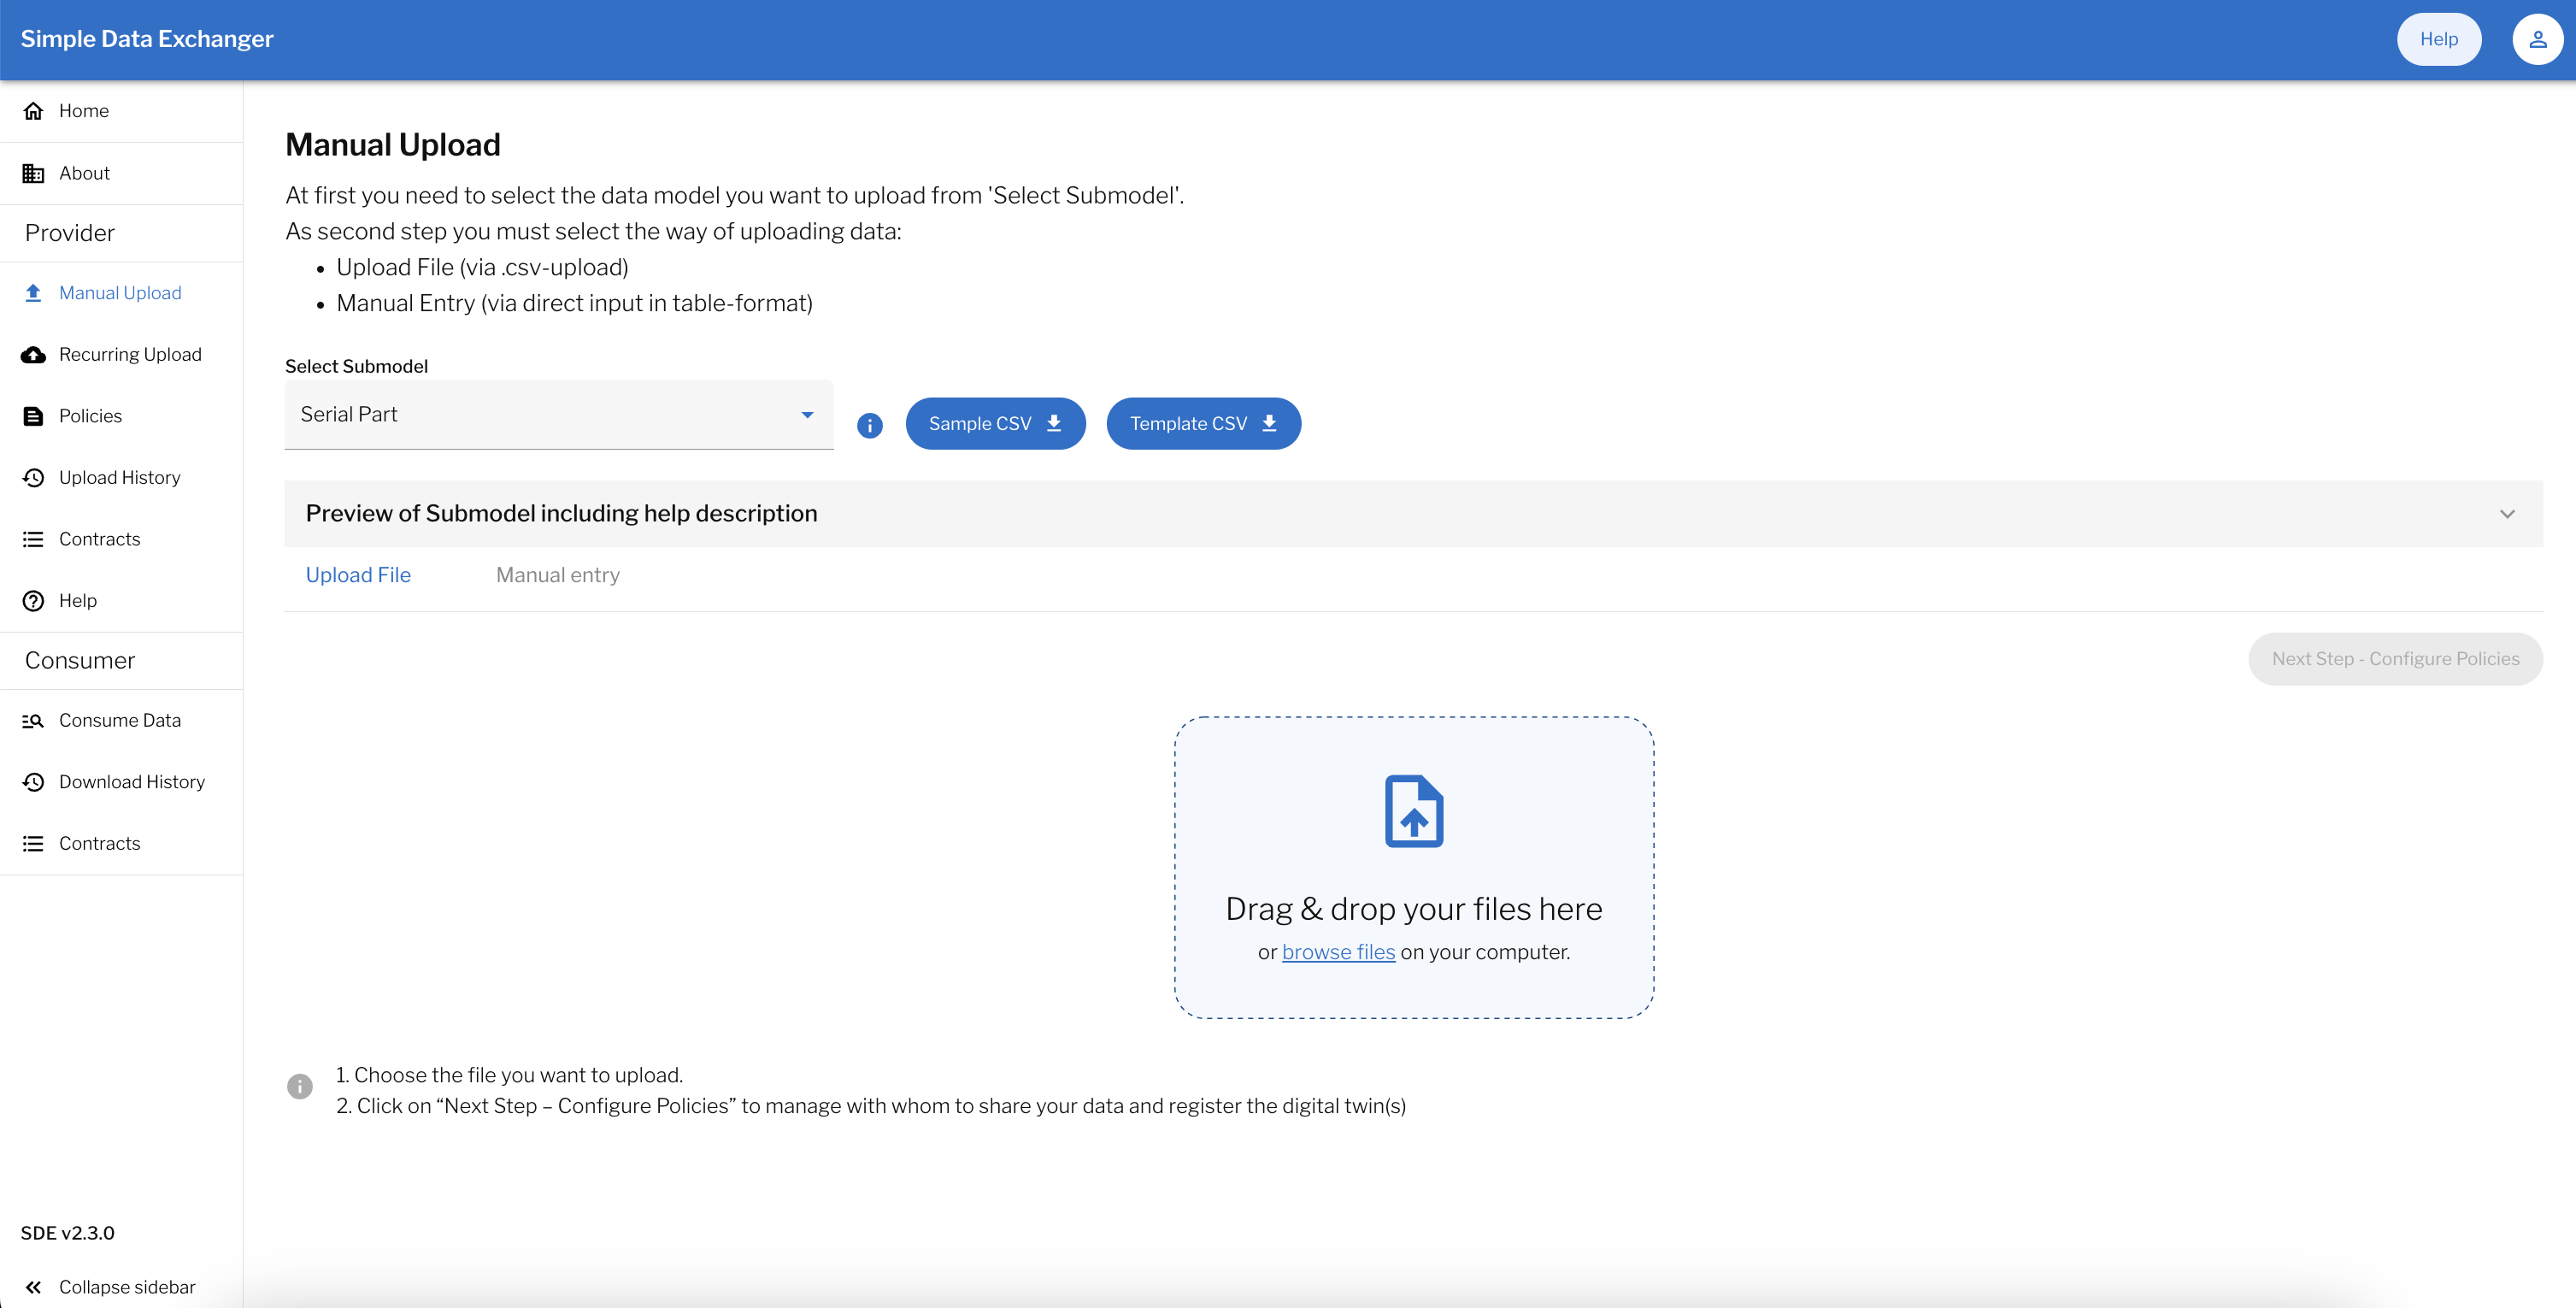 Simple Data Exchanger
Help
Home
About
Provider
Manual Upload
Recurring Upload
Policies
Upload History
Contracts
Help
Consumer
Consume Data
Download History
Contracts
SDE v2.3.0
Collapse sidebar
Manual Upload
At first you need to select the data model you want to upload from 'Select Submodel'.
As second step you must select the way of uploading data:
• Upload File (via .csv-upload)
• Manual Entry (via direct input in table-format)
Select Submodel
Serial Part
Sample CSV
Template CSV
Preview of Submodel including help description
Upload File
Manual entry
Next Step - Configure Policies
Drag & drop your files here
or browse files on your computer.
1. Choose the file you want to upload.
2. Click on “Next Step – Configure Policies” to manage with whom to share your data and register the digital twin(s)